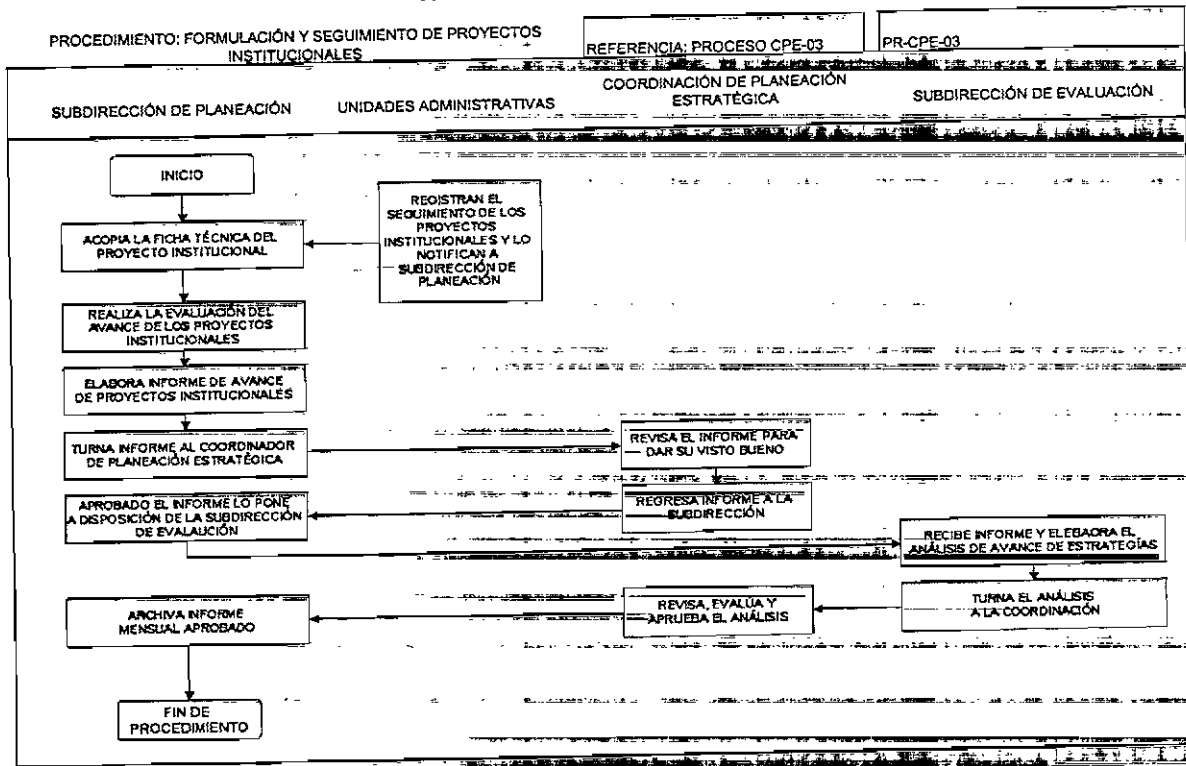 PROCEDIMIENTO: FORMULACIÓN Y SEGUIMIENTO DE PROYECTOS
INSTITUCIONALES
REFERENCIA: PROCESO CPE-03
PR-CPE-03
SUBDIRECCIÓN DE PLANEACIÓN
UNIDADES ADMINISTRATIVAS
COORDINACIÓN DE PLANEACIÓN
ESTRATÉGICA
SUBDIRECCIÓN DE EVALUACIÓN
INICIO
REGISTRAN EL
SEGUIMIENTO DE LOS
PROYECTOS
INSTITUCIONALES Y LO
NOTIFICAN A
SUBDIRECCIÓN DE
PLANEACIÓN
ACOPIA LA FICHA TÉCNICA DEL
PROYECTO INSTITUCIONAL
REALIZA LA EVALUACIÓN DEL
AVANCE DE LOS PROYECTOS
INSTITUCIONALES
ELABORA INFORME DE AVANCE
DE PROYECTOS INSTITUCIONALES
TURNA INFORME AL COORDINADOR
DE PLANEACIÓN ESTRATÉGICA
REVISA EL INFORME PARA
DAR SU VISTO BUENO
REGRESA INFORME A LA
SUBDIRECCIÓN
APROBADO EL INFORME LO PONE
A DISPOSICIÓN DE LA SUBDIRECCIÓN
DE EVALAUCIÓN
RECIBE INFORME Y ELEBAORA EL
ANÁLISIS DE AVANCE DE ESTRATEGÍAS
TURNA EL ANÁLISIS
A LA COORDINACIÓN
REVISA, EVALÚA Y
APRUEBA EL ANÁLISIS
ARCHIVA INFORME
MENSUAL APROBADO
FIN DE
PROCEDIMIENTO